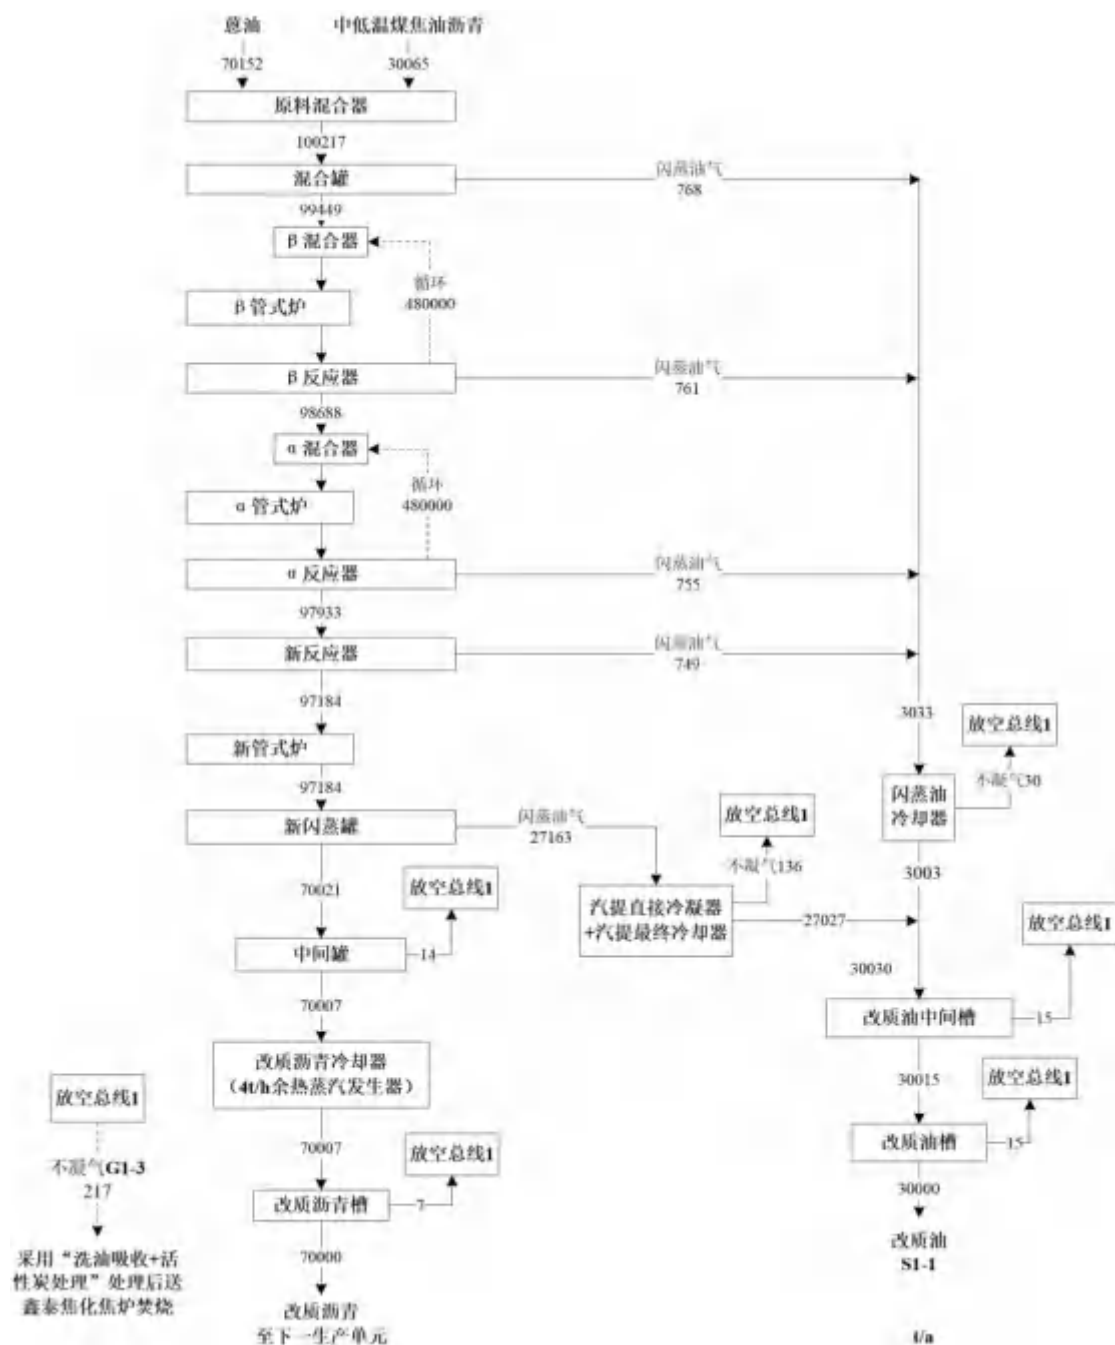 蒽油
中低温煤焦油沥青
70152
30065
原料混合器
100217
混合罐
闪蒸油气
768
99449
β混合器
循环
480000
β管式炉
β反应器
闪蒸油气
761
98688
α混合器
循环
480000
α管式炉
α反应器
闪蒸油气
755
97933
新反应器
闪蒸油气
749
97184
3033
放空总线1
新管式炉
不凝气30
97184
闪蒸油
冷却器
新闪蒸罐
闪蒸油气
27163
放空总线1
不凝气136
3003
70021
放空总线1
汽提直接冷凝器
+汽提最终冷却器
27027
放空总线1
中间罐
14
30030
70007
改质油中间槽
15
改质沥青冷却器
（4t/h余热蒸汽发生器）
30015
放空总线1
放空总线1
70007
放空总线1
改质油槽
15
不凝气G1-3
217
改质沥青槽
7
30000
采用“洗油吸收+活
性炭处理”处理后送
鑫泰焦化焦炉焚烧
70000
改质油
S1-1
改质沥青
至下一生产单元
t/a